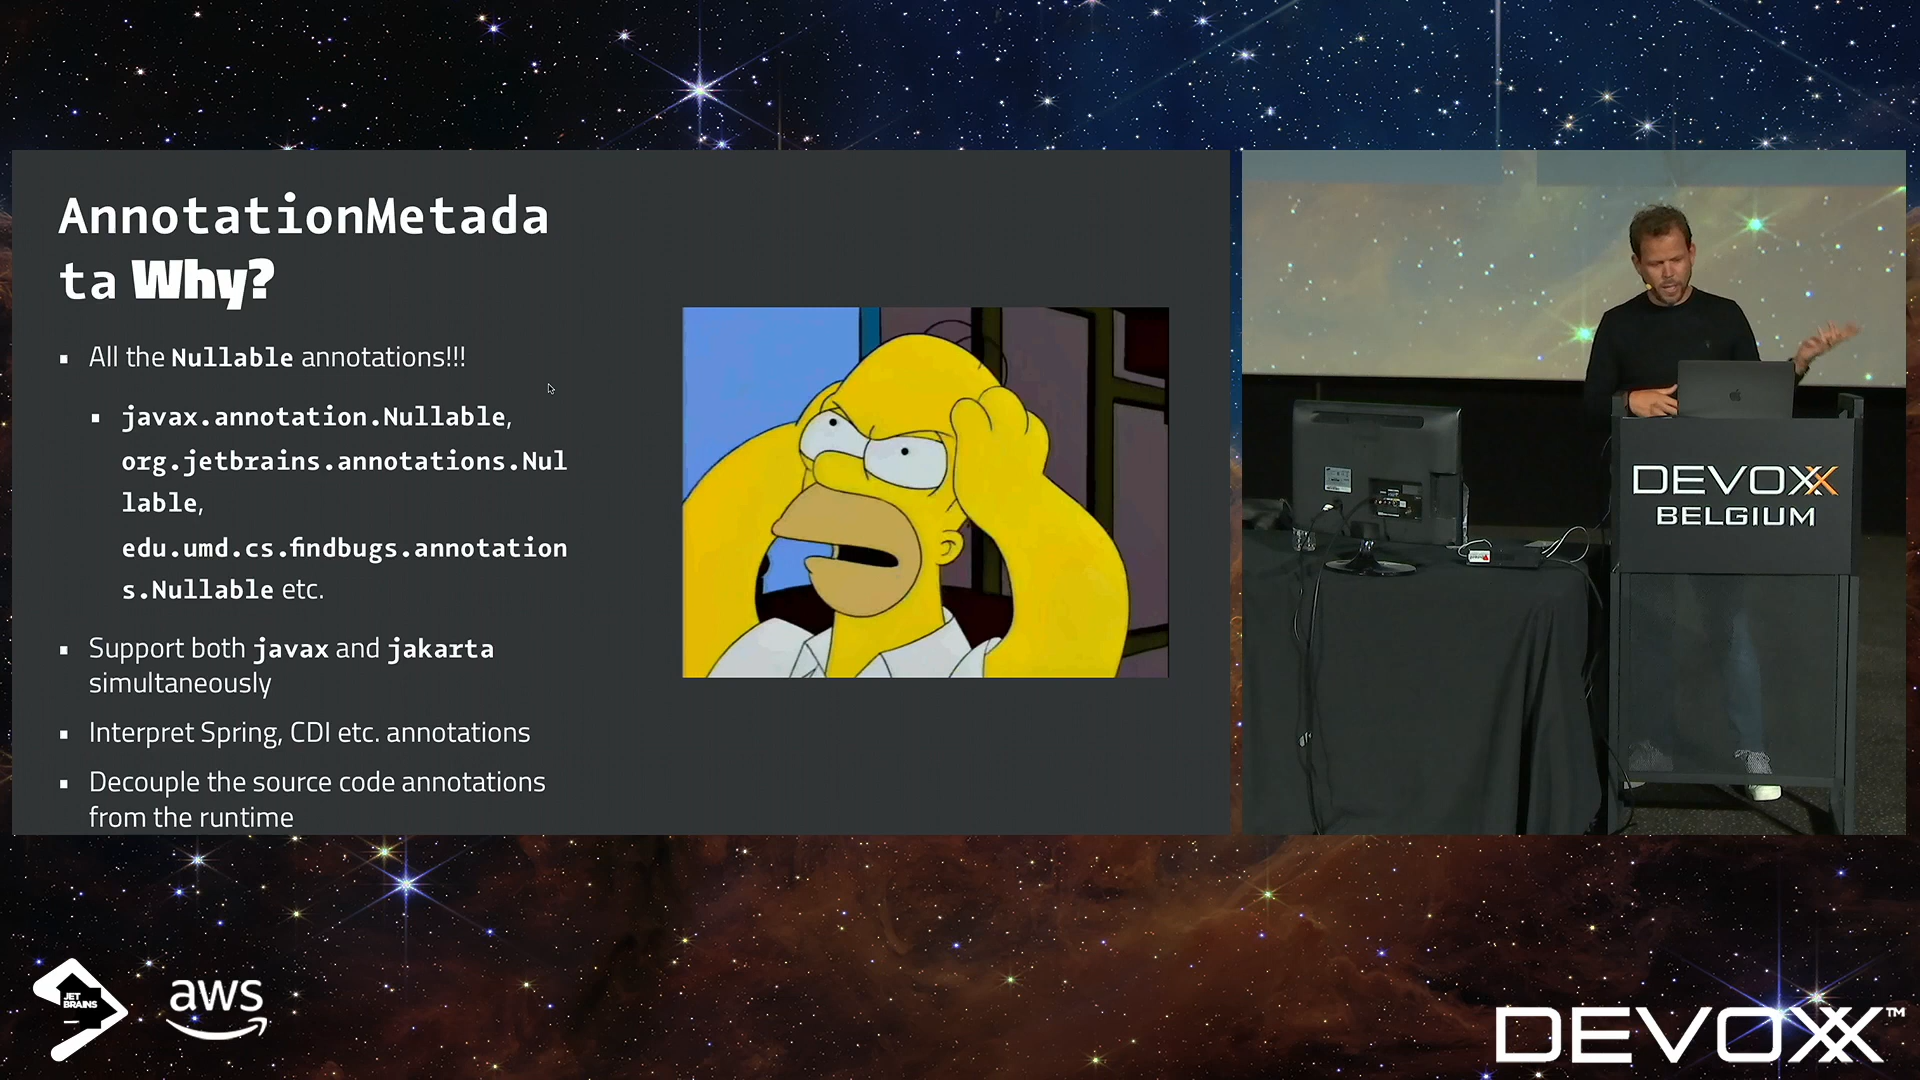 AnnotationMetada
ta Why?
All the Nullable annotations!!!
javax.annotation.Nullable,
org.jetbrains.annotations.Nul
lable,
edu.umd.cs.findbugs.annotation
s.Nullable etc.
Support both javax and jakarta
simultaneously
Interpret Spring, CDI etc. annotations
Decouple the source code annotations
from the runtime
DEVOXX
BELGIUM
JET
BRAINS
aws
DEVOXX™